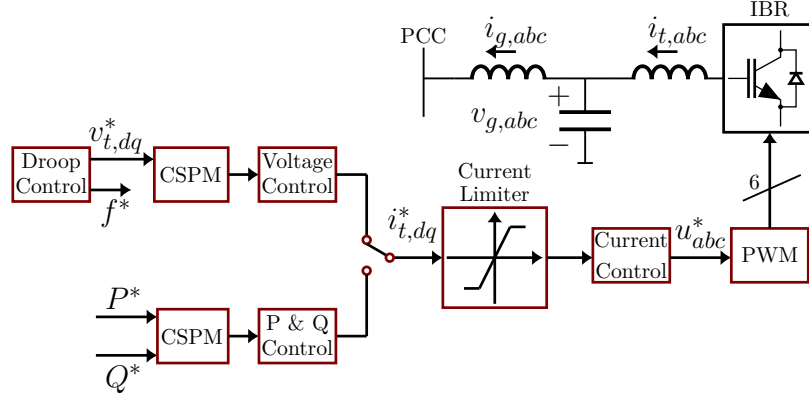 IBR
PCC
i_{g,abc}
i_{t,abc}
+
v_{g,abc}
−
v^*_{t,dq}
Droop
Control
f^*
CSPM
Voltage
Control
Current
Limiter
i^*_{t,dq}
Current
Control
u^*_{abc}
6
PWM
P^*
Q^*
CSPM
P & Q
Control